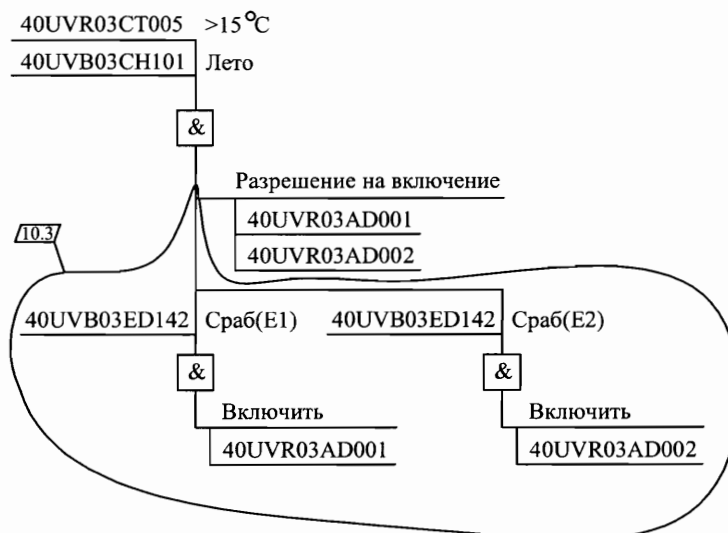 40UVR03CT005 >15°C
40UVB03CH101 Лето
&
Разрешение на включение
40UVR03AD001
40UVR03AD002
10.3
40UVB03ED142 Сраб(E1) 40UVB03ED142 Сраб(E2)
& &
Включить Включить
40UVR03AD001 40UVR03AD002